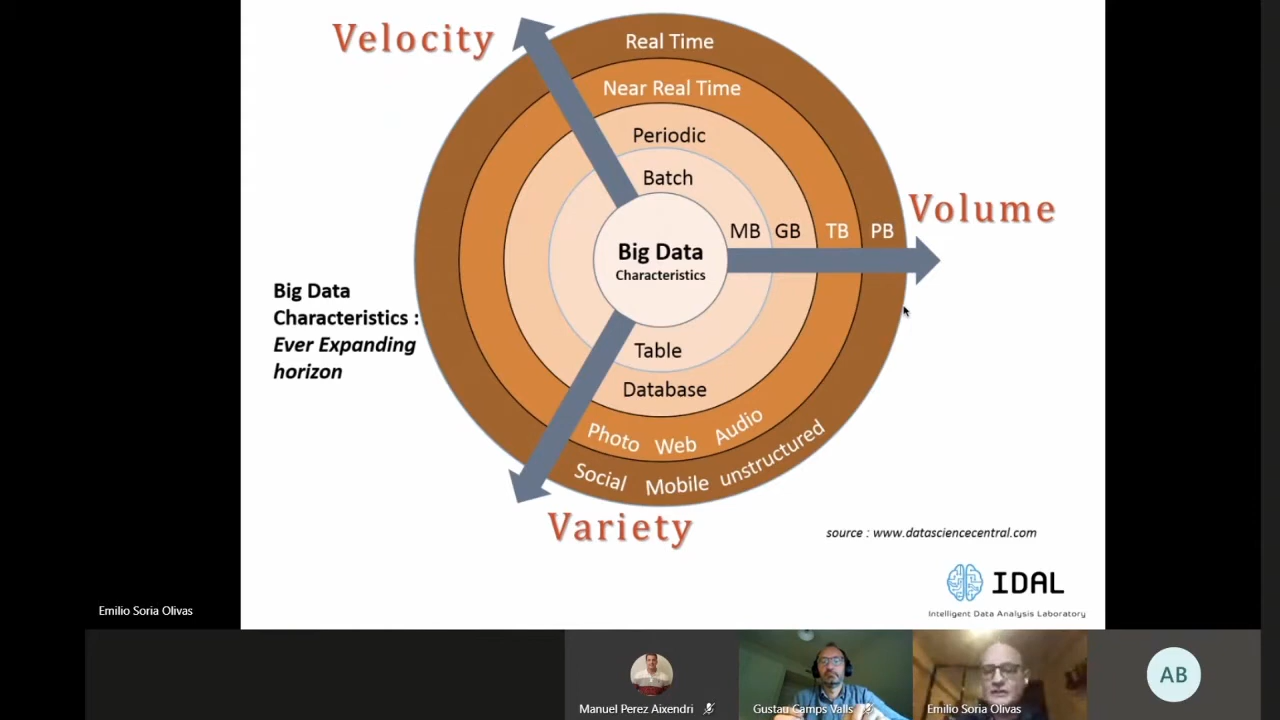 Velocity
Real Time
Near Real Time
Periodic
Batch
Volume
MB GB TB PB
Big Data
Characteristics
Big Data
Characteristics :
Ever Expanding
horizon
Table
Database
Photo Web Audio
Social Mobile unstructured
Variety
source : www.datasciencecentral.com
IDAL
Intelligent Data Analysis Laboratory
Emilio Soria Olivas
AB
Manuel Perez Aixendri
Gustau Camps Valls
Emilio Soria Olivas